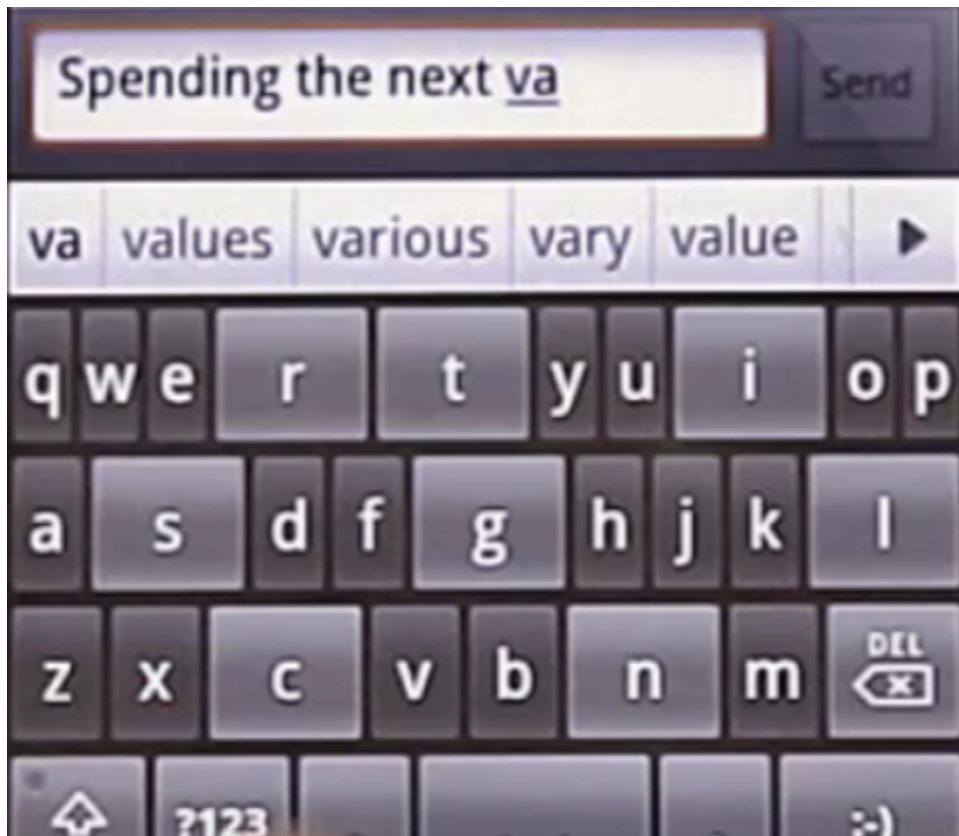 Spending the next va
Send
va values various vary value
q w e r t y u i o p
a s d f g h j k l
z x c v b n m DEL
?123 :-)